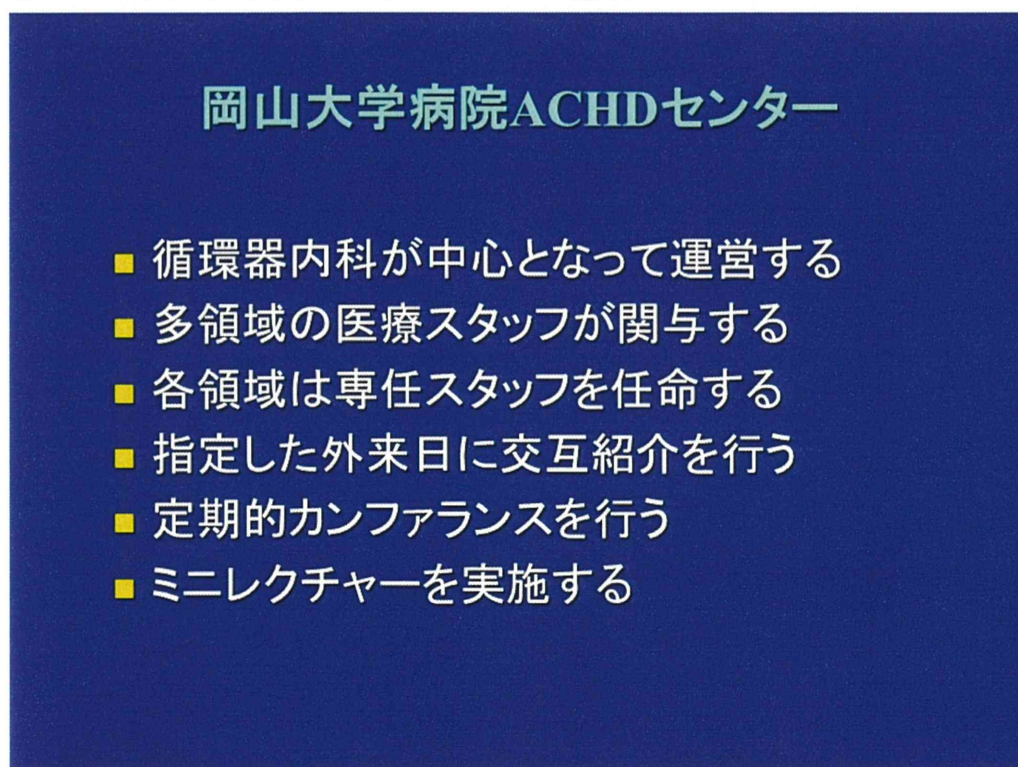 岡山大学病院ACHDセンター
■ 循環器内科が中心となって運営する
■ 多領域の医療スタッフが関与する
■ 各領域は専任スタッフを任命する
■ 指定した外来日に交互紹介を行う
■ 定期的カンファランスを行う
■ ミニレクチャーを実施する